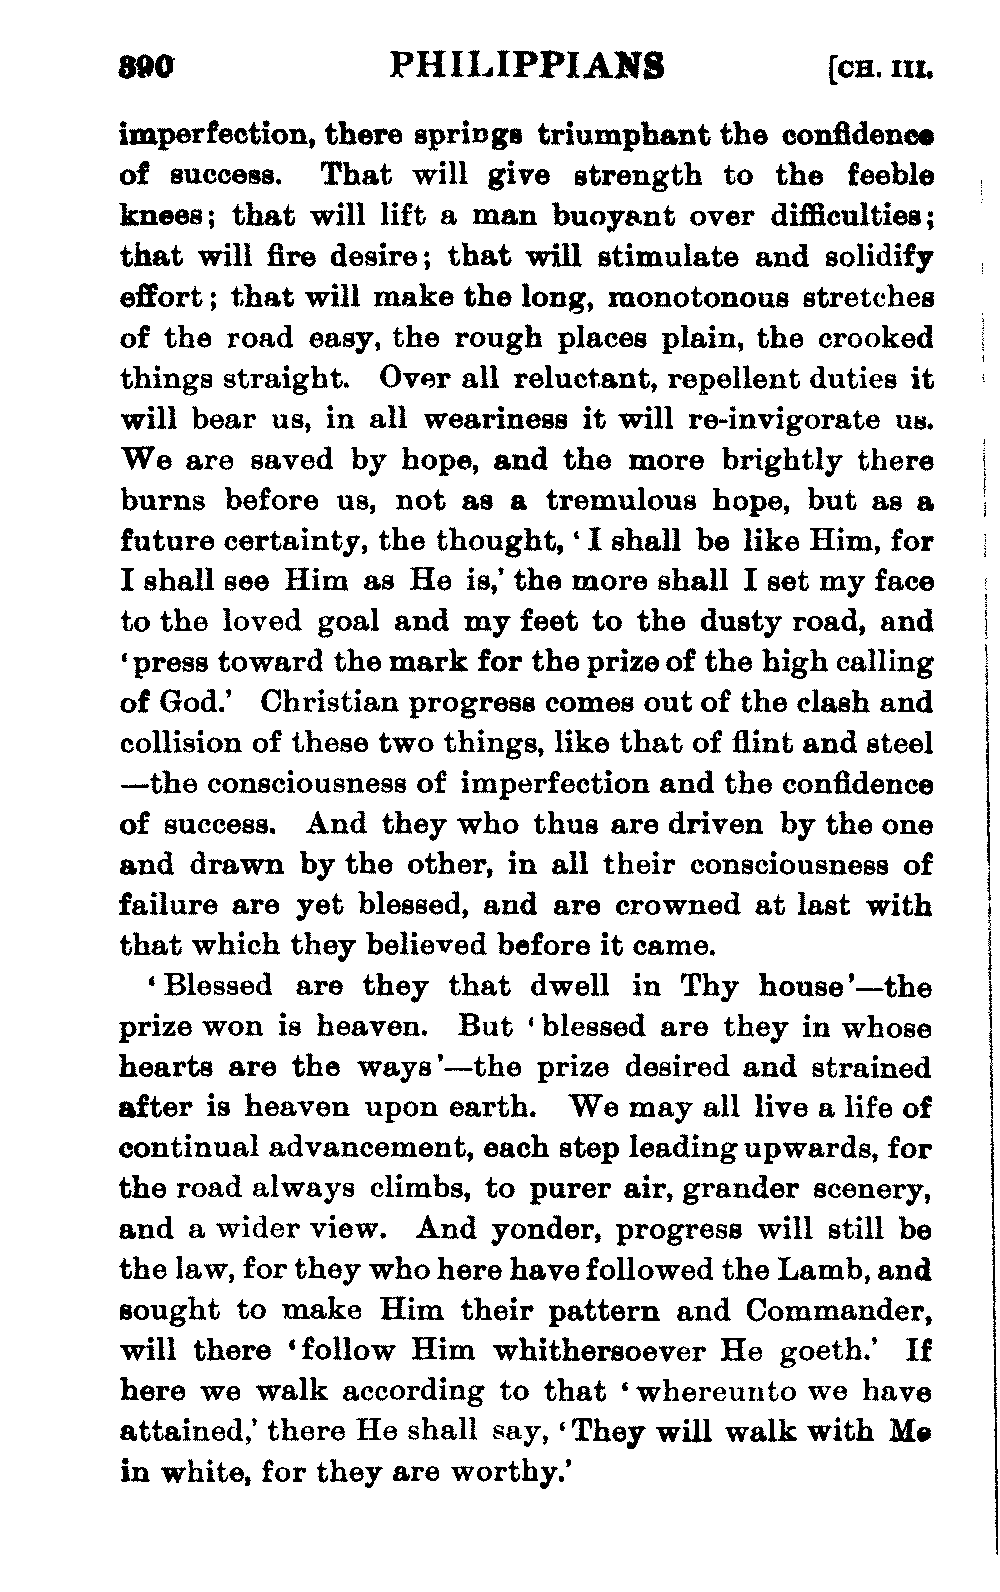 390 PHILIPPIANS [CH. III.
imperfection, there springs triumphant the confidence
of success. That will give strength to the feeble
knees; that will lift a man buoyant over difficulties;
that will fire desire; that will stimulate and solidify
effort; that will make the long, monotonous stretches
of the road easy, the rough places plain, the crooked
things straight. Over all reluctant, repellent duties it
will bear us, in all weariness it will re-invigorate us.
We are saved by hope, and the more brightly there
burns before us, not as a tremulous hope, but as a
future certainty, the thought, ‘I shall be like Him, for
I shall see Him as He is,’ the more shall I set my face
to the loved goal and my feet to the dusty road, and
‘press toward the mark for the prize of the high calling
of God.’ Christian progress comes out of the clash and
collision of these two things, like that of flint and steel
—the consciousness of imperfection and the confidence
of success. And they who thus are driven by the one
and drawn by the other, in all their consciousness of
failure are yet blessed, and are crowned at last with
that which they believed before it came.
‘Blessed are they that dwell in Thy house’—the
prize won is heaven. But ‘blessed are they in whose
hearts are the ways’—the prize desired and strained
after is heaven upon earth. We may all live a life of
continual advancement, each step leading upwards, for
the road always climbs, to purer air, grander scenery,
and a wider view. And yonder, progress will still be
the law, for they who here have followed the Lamb, and
sought to make Him their pattern and Commander,
will there ‘follow Him whithersoever He goeth.’ If
here we walk according to that ‘whereunto we have
attained,’ there He shall say, ‘They will walk with Me
in white, for they are worthy.’